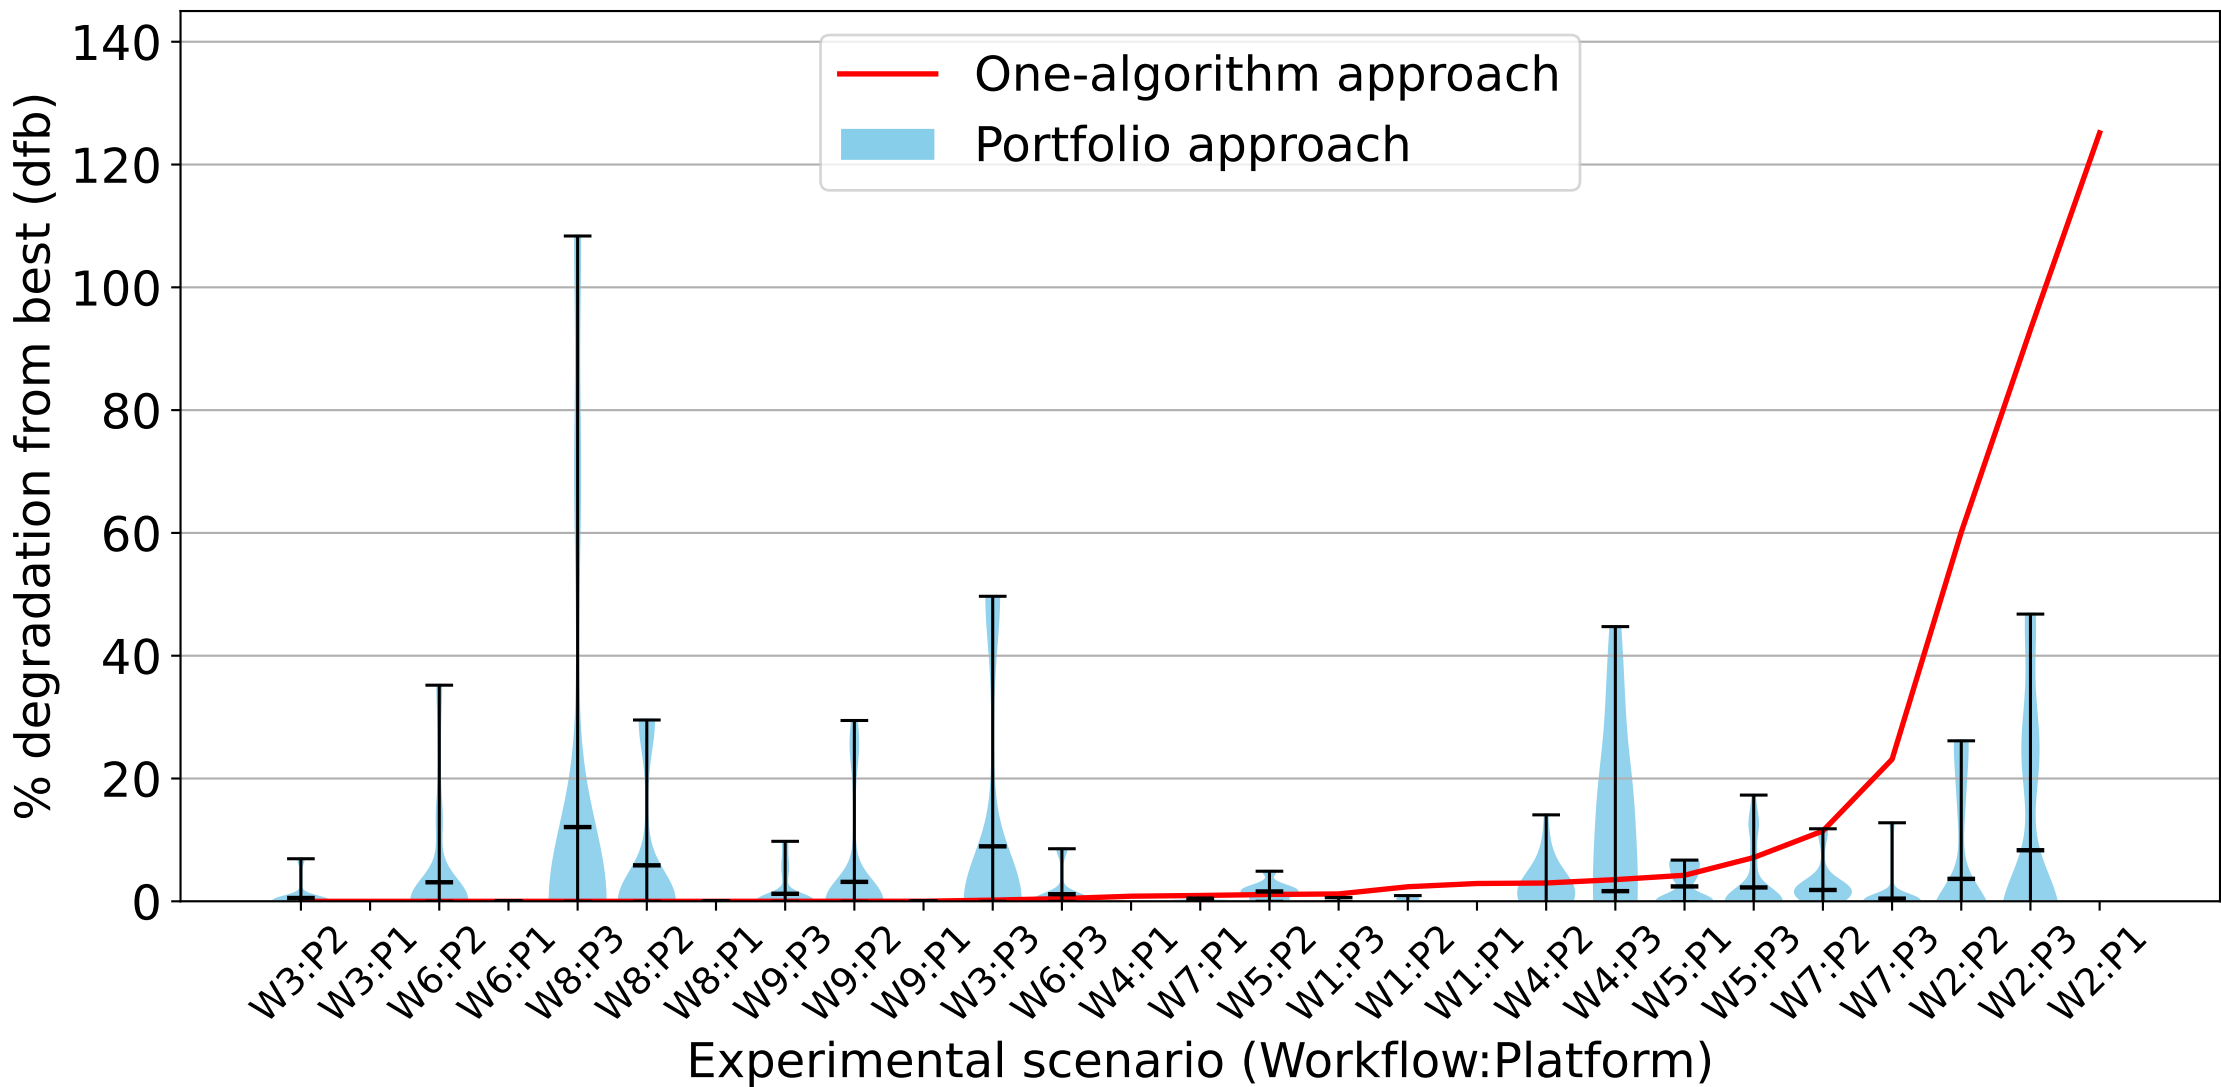 % degradation from best (dfb)
140
120
100
80
60
40
20
0
One-algorithm approach
Portfolio approach
W3:P2
W3:P1
W6:P2
W6:P1
W8:P3
W8:P2
W8:P1
W9:P3
W9:P2
W9:P1
W3:P3
W6:P3
W4:P1
W7:P1
W5:P2
W1:P3
W1:P2
W1:P1
W4:P2
W4:P3
W5:P1
W5:P3
W7:P2
W7:P3
W2:P2
W2:P3
W2:P1
Experimental scenario (Workflow:Platform)